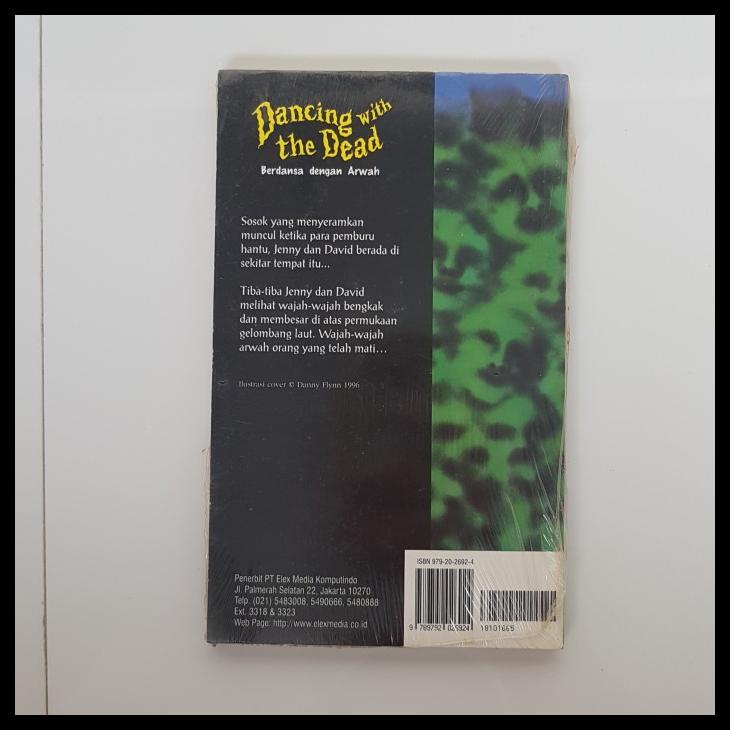 Dancing with
the Dead
Berdansa dengan Arwah
Sosok yang menyeramkan
muncul ketika para pemburu
hantu, Jenny dan David berada di
sekitar tempat itu...
Tiba-tiba Jenny dan David
melihat wajah-wajah bengkak
dan membesar di atas permukaan
gelombang laut. Wajah-wajah
arwah orang yang telah mati...
Ilustrasi cover © Danny Flynn 1996
Penerbit PT Elex Media Komputindo
Jl. Palmerah Selatan 22, Jakarta 10270
Telp. (021) 5483008, 5490666, 5480888
Ext. 3318 & 3323
Web Page: http://www.elexmedia.co.id
ISBN 979-20-2692-4
9 789792 026924
18101665